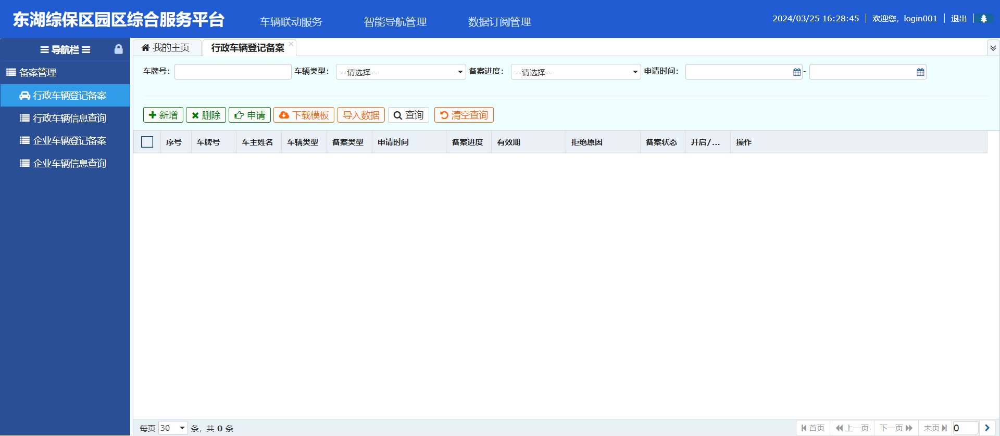 东湖综保区园区综合服务平台
车辆联动服务
智能导航管理
数据订阅管理
2024/03/25 16:28:45
欢迎您，login001
退出
导航栏
我的主页
行政车辆登记备案
备案管理
行政车辆登记备案
行政车辆信息查询
企业车辆登记备案
企业车辆信息查询
车牌号：
车辆类型：
--请选择--
备案进度：
--请选择--
申请时间：
-
新增
删除
申请
下载模板
导入数据
查询
清空查询
序号 车牌号 车主姓名 车辆类型 备案类型 申请时间 备案进度 有效期 拒绝原因 备案状态 开启/... 操作
每页 30 条，共 0 条
首页 上一页 下一页 末页 0